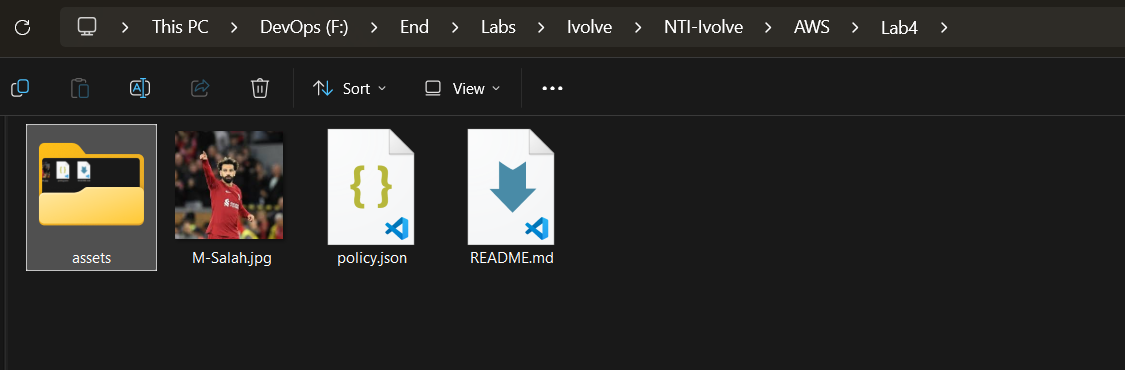 This PC > DevOps (F:) > End > Labs > Ivolve > NTI-Ivolve > AWS > Lab4 >
Sort View
assets M-Salah.jpg policy.json README.md